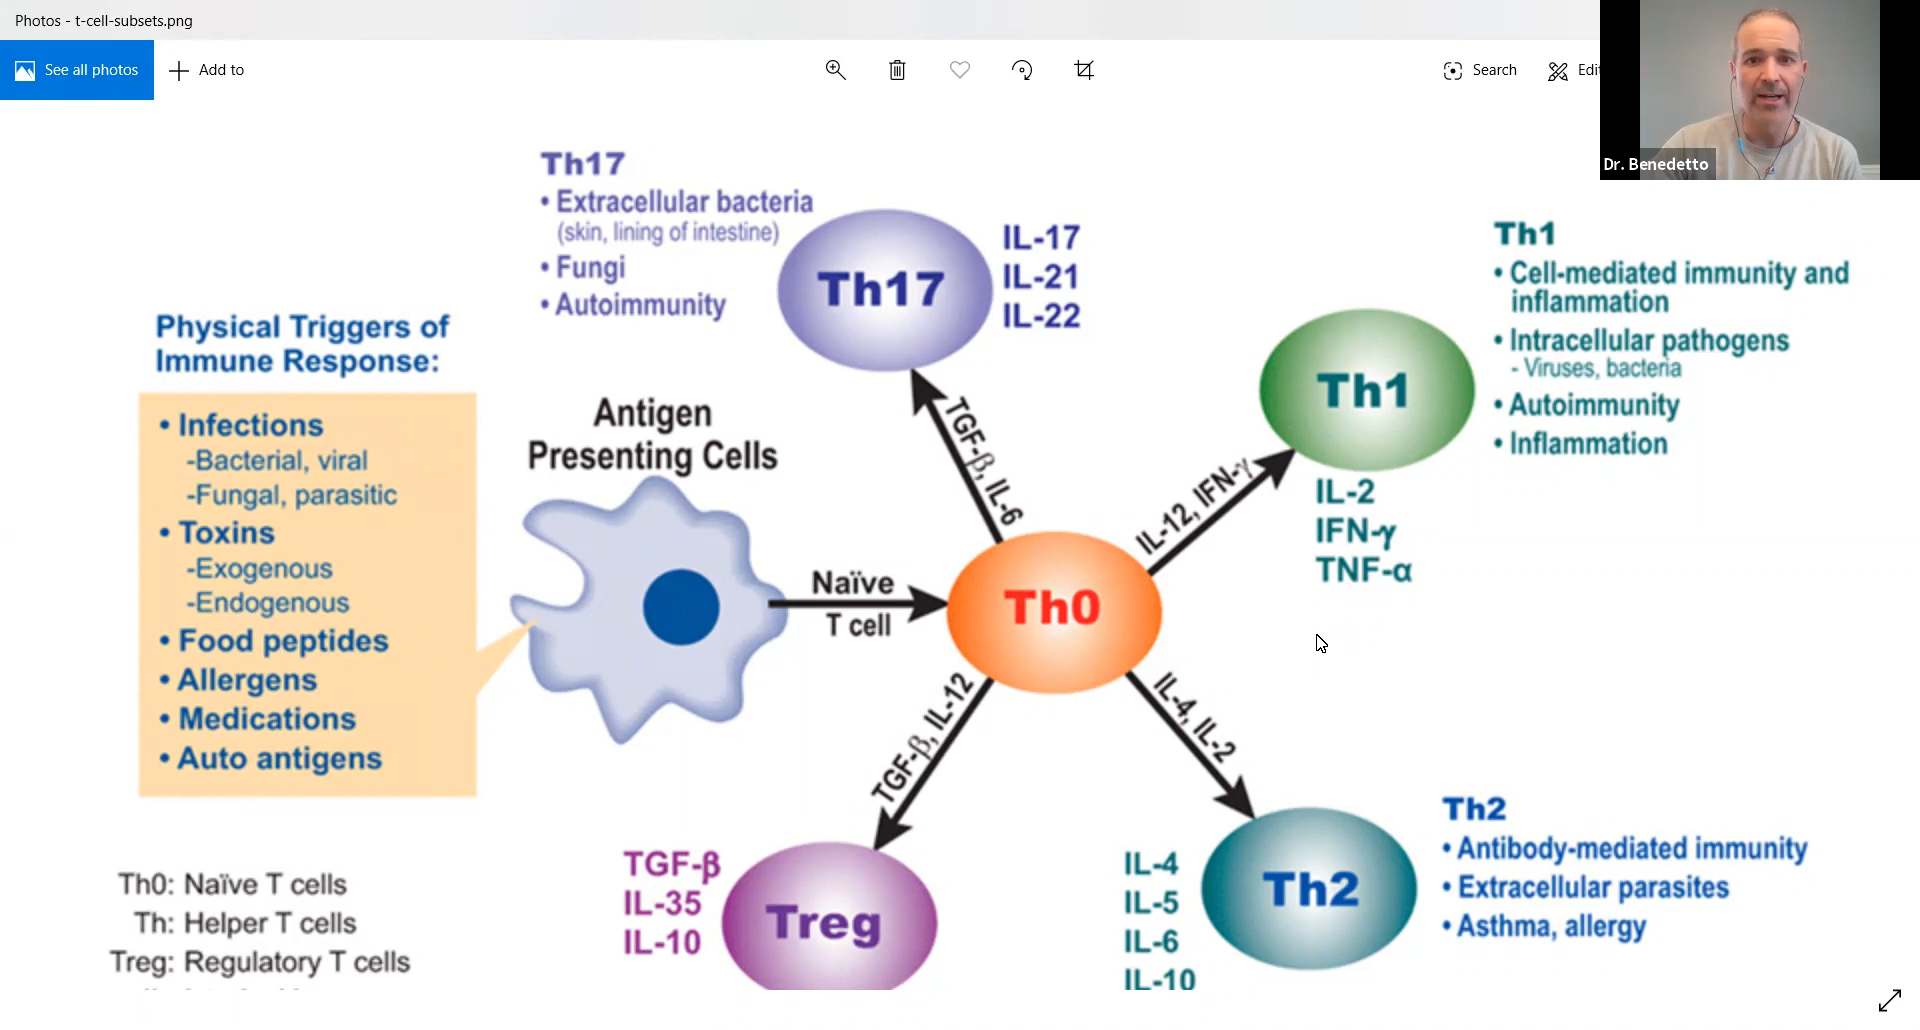 Photos - t-cell-subsets.png
See all photos
Add to
Search
Edit
Dr. Benedetto
Th17
• Extracellular bacteria
(skin, lining of intestine)
• Fungi
• Autoimmunity
Th17
IL-17
IL-21
IL-22
Th1
• Cell-mediated immunity and
inflammation
• Intracellular pathogens
- Viruses, bacteria
• Autoimmunity
• Inflammation
Th1
IL-2
IFN-γ
TNF-α
Physical Triggers of
Immune Response:
• Infections
-Bacterial, viral
-Fungal, parasitic
• Toxins
-Exogenous
-Endogenous
• Food peptides
• Allergens
• Medications
• Auto antigens
Antigen
Presenting Cells
Naïve
T cell
Th0
TGF-β, IL-6
IL-12, IFN-γ
TGF-β, IL-12
IL-4, IL-2
TGF-β
IL-35
IL-10
Treg
IL-4
IL-5
IL-6
IL-10
Th2
Th2
• Antibody-mediated immunity
• Extracellular parasites
• Asthma, allergy
Th0: Naïve T cells
Th: Helper T cells
Treg: Regulatory T cells